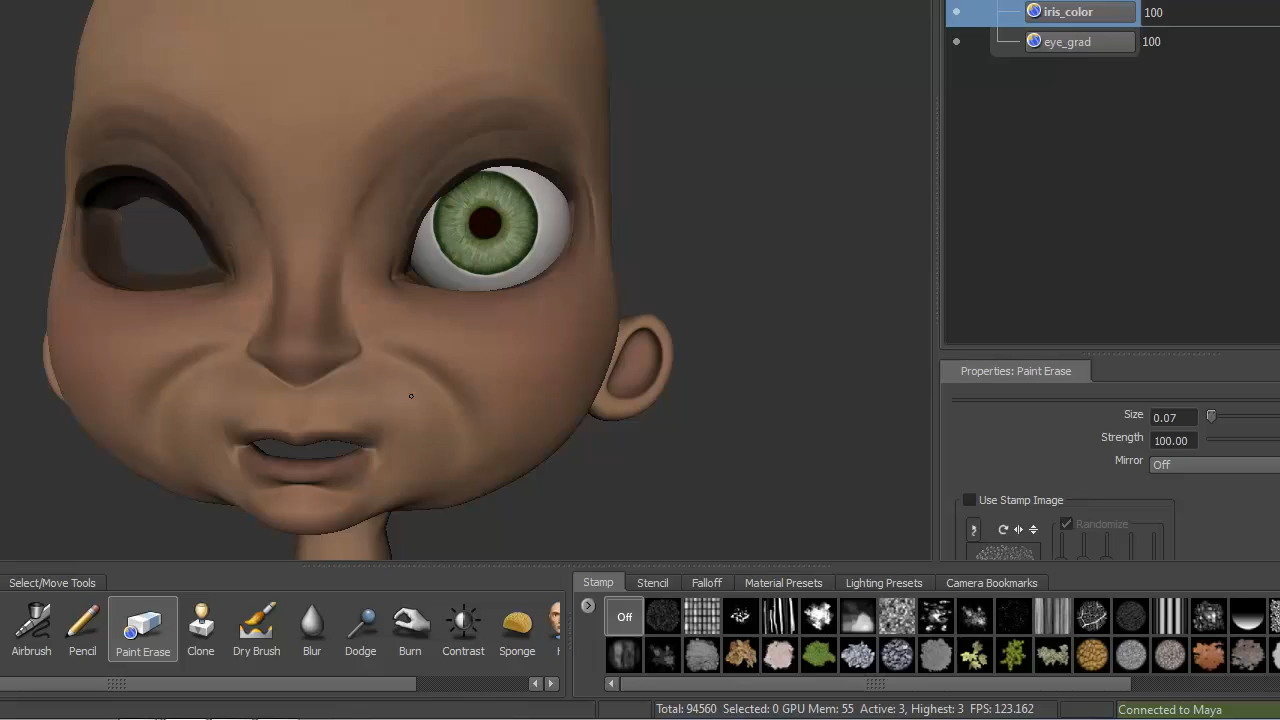 iris_color 100
eye_grad 100
Properties: Paint Erase
Size 0.07
Strength 100.00
Mirror Off
Use Stamp Image
Randomize
Select/Move Tools
Stamp Stencil Falloff Material Presets Lighting Presets Camera Bookmarks
Off
Airbrush Pencil Paint Erase Clone Dry Brush Blur Dodge Burn Contrast Sponge
Total: 94560 Selected: 0 GPU Mem: 55 Active: 3, Highest: 3 FPS: 123.162
Connected to Maya